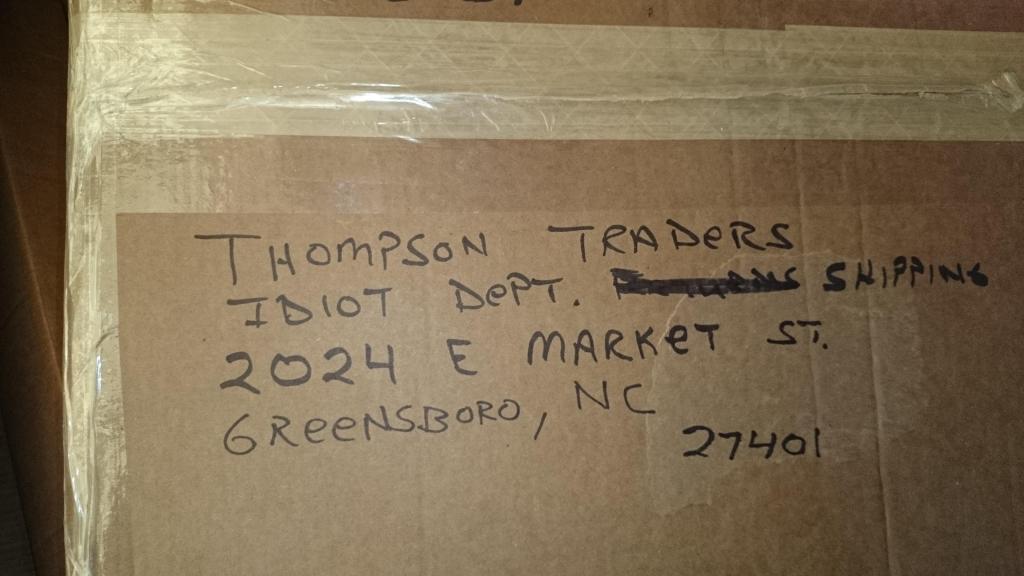 THOMPSON TRADERS
IDIOT DEPT. SHIPPING
2024 E MARKET ST.
GREENSBORO, NC
27401